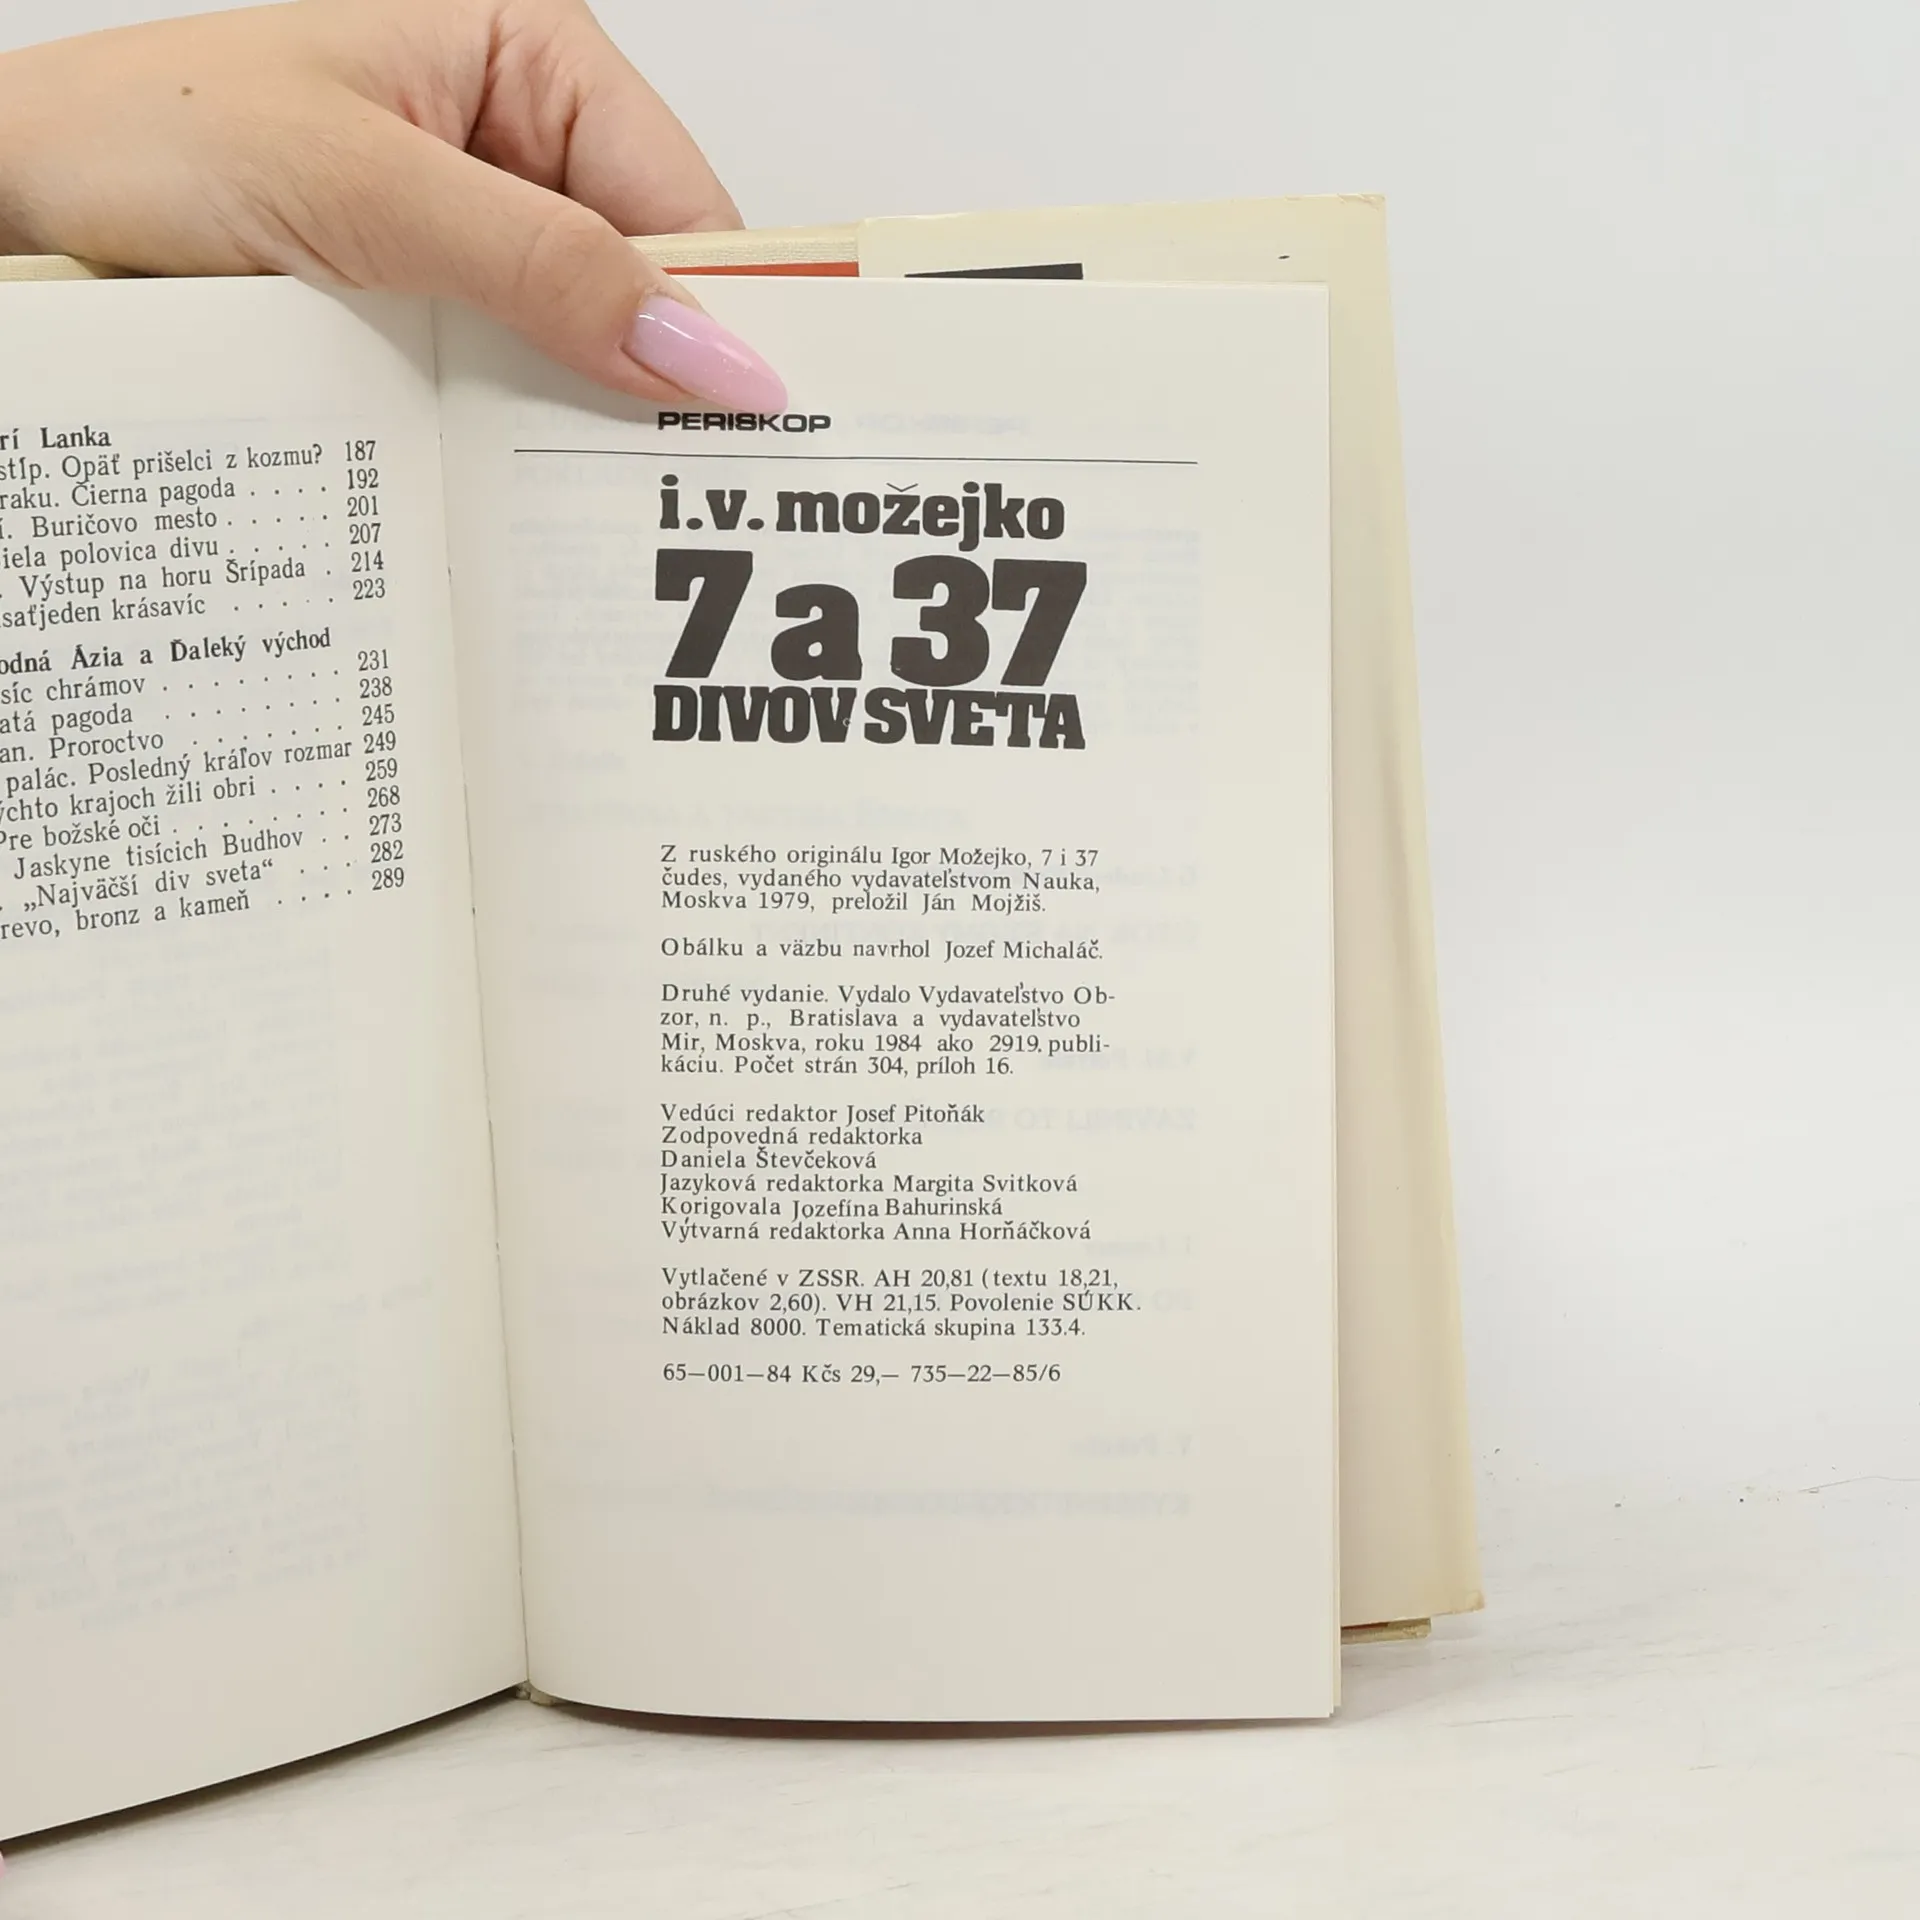 rí Lanka
stĺp. Opäť prišelci z kozmu? 187
raku. Čierna pagoda . . . . 192
í. Buričovo mesto . . . . . 201
iela polovica divu . . . . . 207
. Výstup na horu Šrípada . 214
saťjeden krásavíc . . . . . 223
odná Ázia a Ďaleký východ
síc chrámov . . . . . . . . 231
atá pagoda . . . . . . . 238
an. Proroctvo . . . . . . . 245
palác. Posledný kráľov rozmar 249
ýchto krajoch žili obri . . . . 259
Pre božské oči . . . . . . . . 268
Jaskyne tisícich Budhov . . 273
. „Najväčší div sveta“ . . . 282
revo, bronz a kameň . . . . 289
PERISKOP
i.v. možejko
7 a 37
DIVOV SVETA
Z ruského originálu Igor Možejko, 7 i 37
čudes, vydaného vydavateľstvom Nauka,
Moskva 1979, preložil Ján Mojžiš.
Obálku a väzbu navrhol Jozef Michaláč.
Druhé vydanie. Vydalo Vydavateľstvo Ob-
zor, n. p., Bratislava a vydavateľstvo
Mir, Moskva, roku 1984 ako 2919. publi-
káciu. Počet strán 304, príloh 16.
Vedúci redaktor Josef Pitoňák
Zodpovedná redaktorka
Daniela Števčeková
Jazyková redaktorka Margita Svitková
Korigovala Jozefína Bahurinská
Výtvarná redaktorka Anna Horňáčková
Vytlačené v ZSSR. AH 20,81 (textu 18,21,
obrázkov 2,60). VH 21,15. Povolenie SÚKK.
Náklad 8000. Tematická skupina 133.4.
65—001—84 Kčs 29,— 735—22—85/6